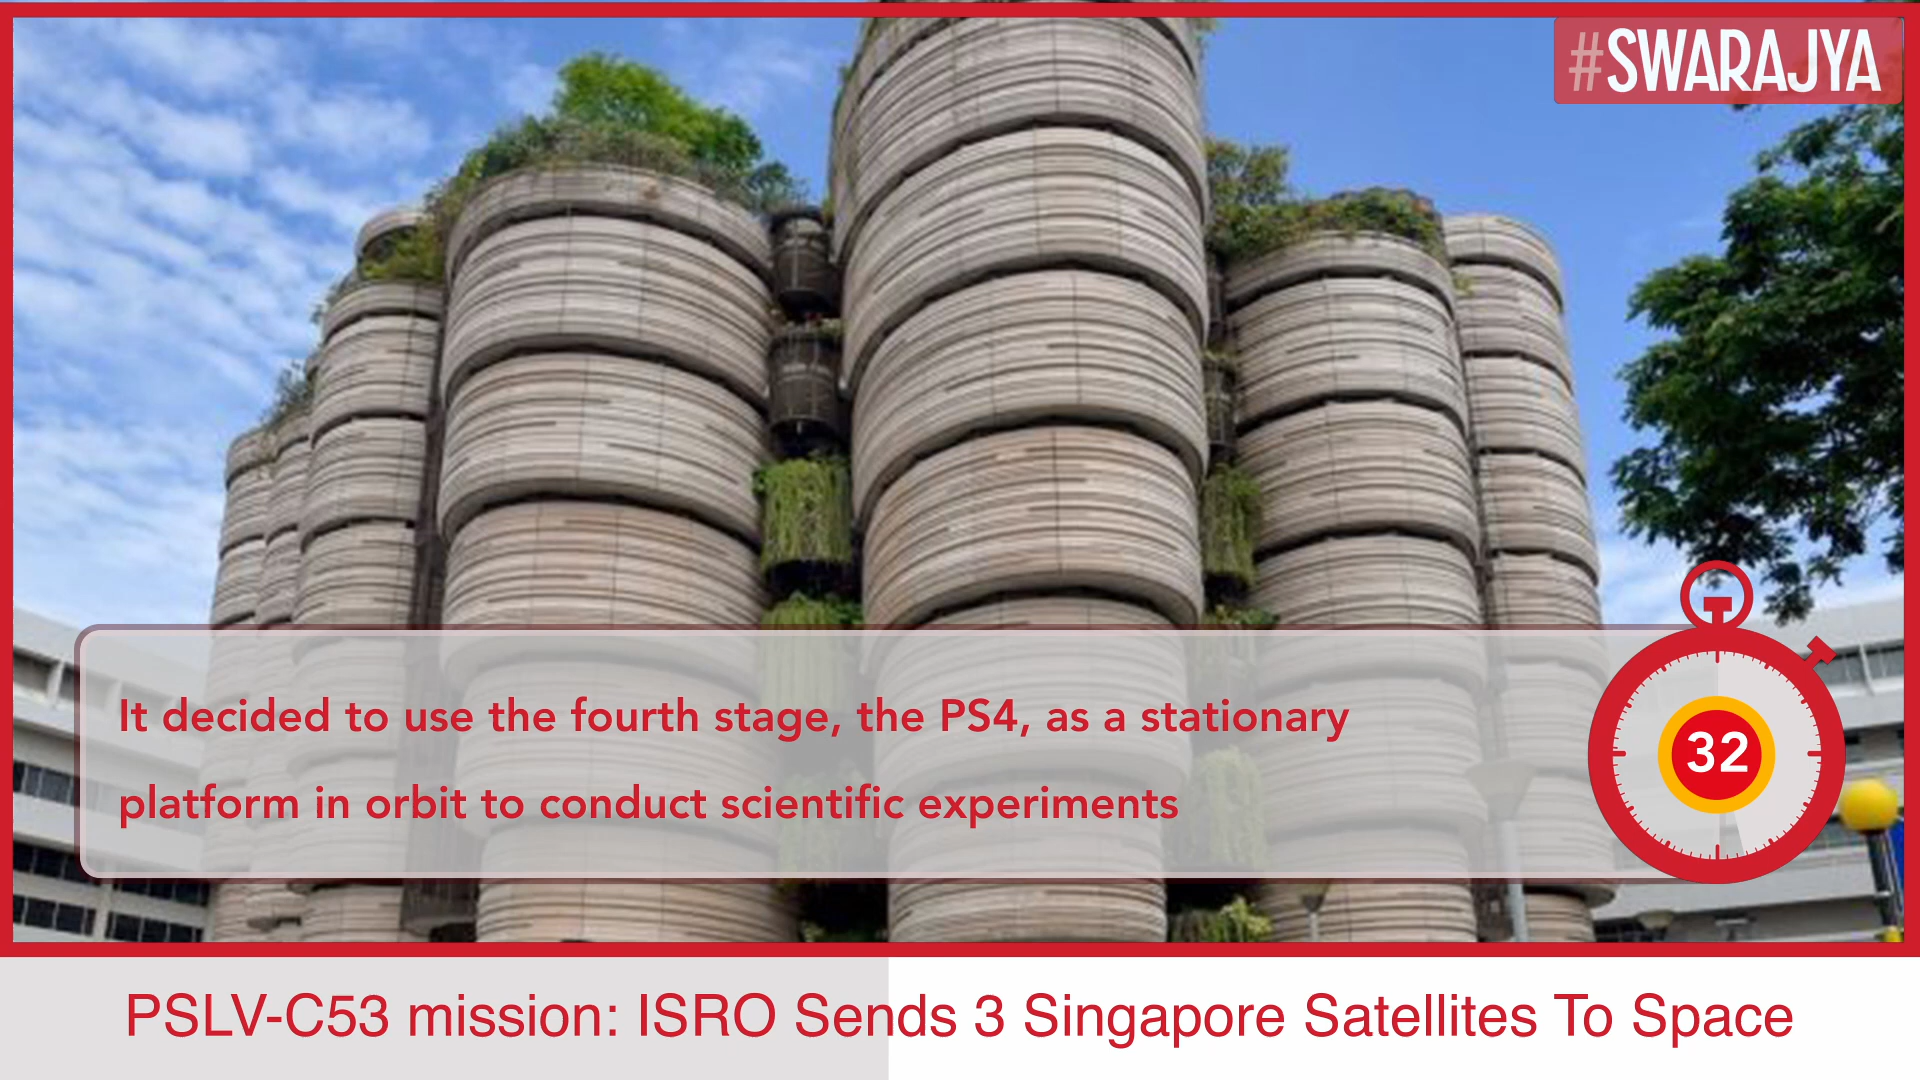 #SWARAJYA
It decided to use the fourth stage, the PS4, as a stationary
platform in orbit to conduct scientific experiments
32
PSLV-C53 mission: ISRO Sends 3 Singapore Satellites To Space